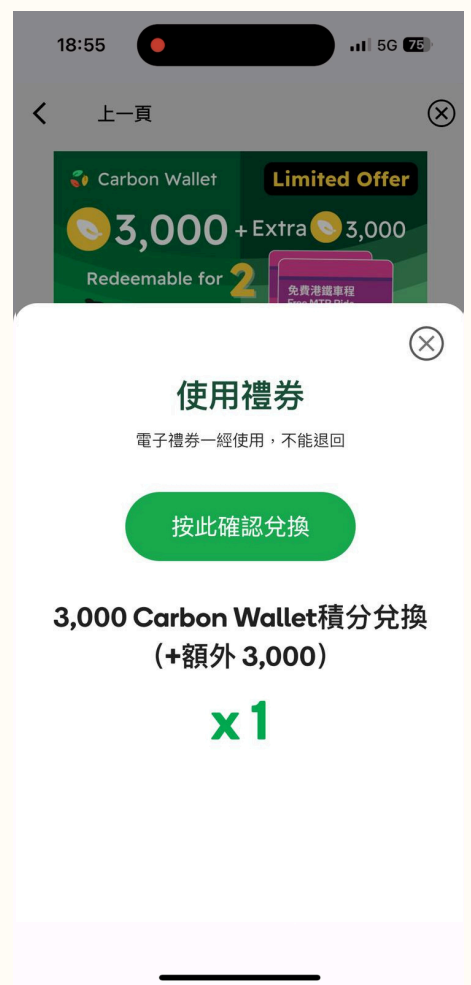 18:55
5G 75
上一頁
Carbon Wallet
Limited Offer
3,000 + Extra 3,000
Redeemable for 2
免費港鐵車程
Free MTR Ride
使用禮券
電子禮券一經使用，不能退回
按此確認兌換
3,000 Carbon Wallet積分兌換
（+額外 3,000）
x 1